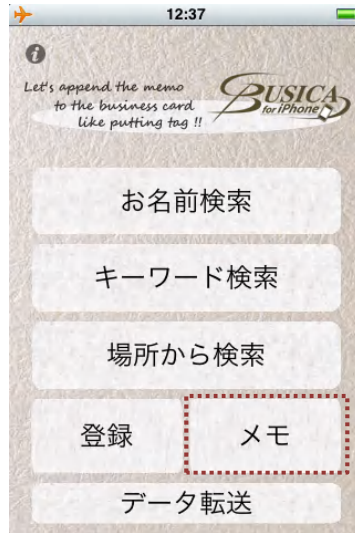 12:37
Let's append the memo
to the business card
like putting tag !!
BUSICA
for iPhone
お名前検索
キーワード検索
場所から検索
登録
メモ
データ転送